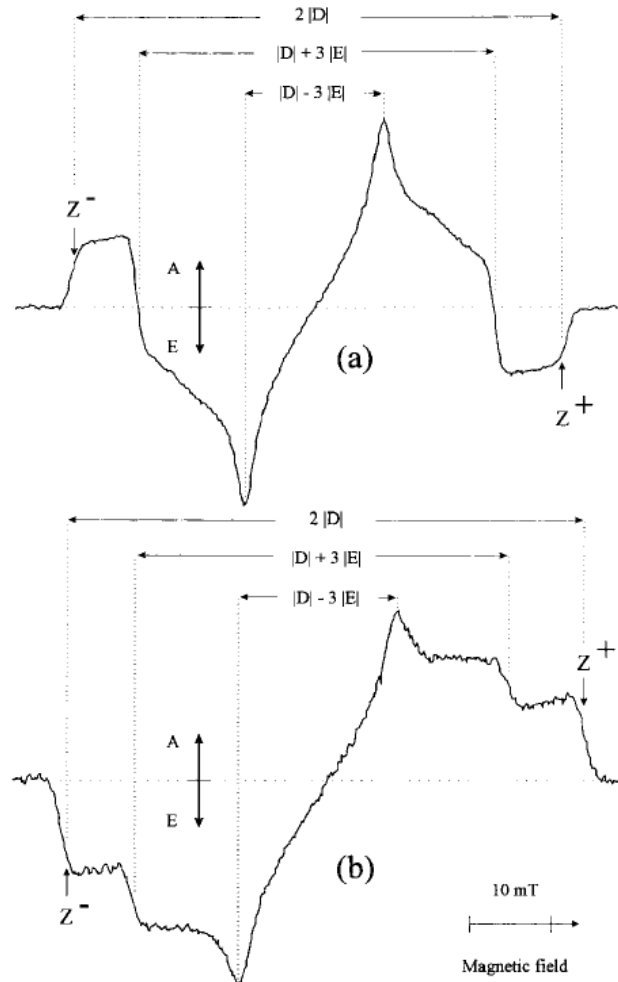 2 |D|
|D| + 3 |E|
|D| - 3 |E|
Z-
A
E
(a)
Z+
2 |D|
|D| + 3 |E|
|D| - 3 |E|
Z+
A
E
(b)
Z-
10 mT
Magnetic field